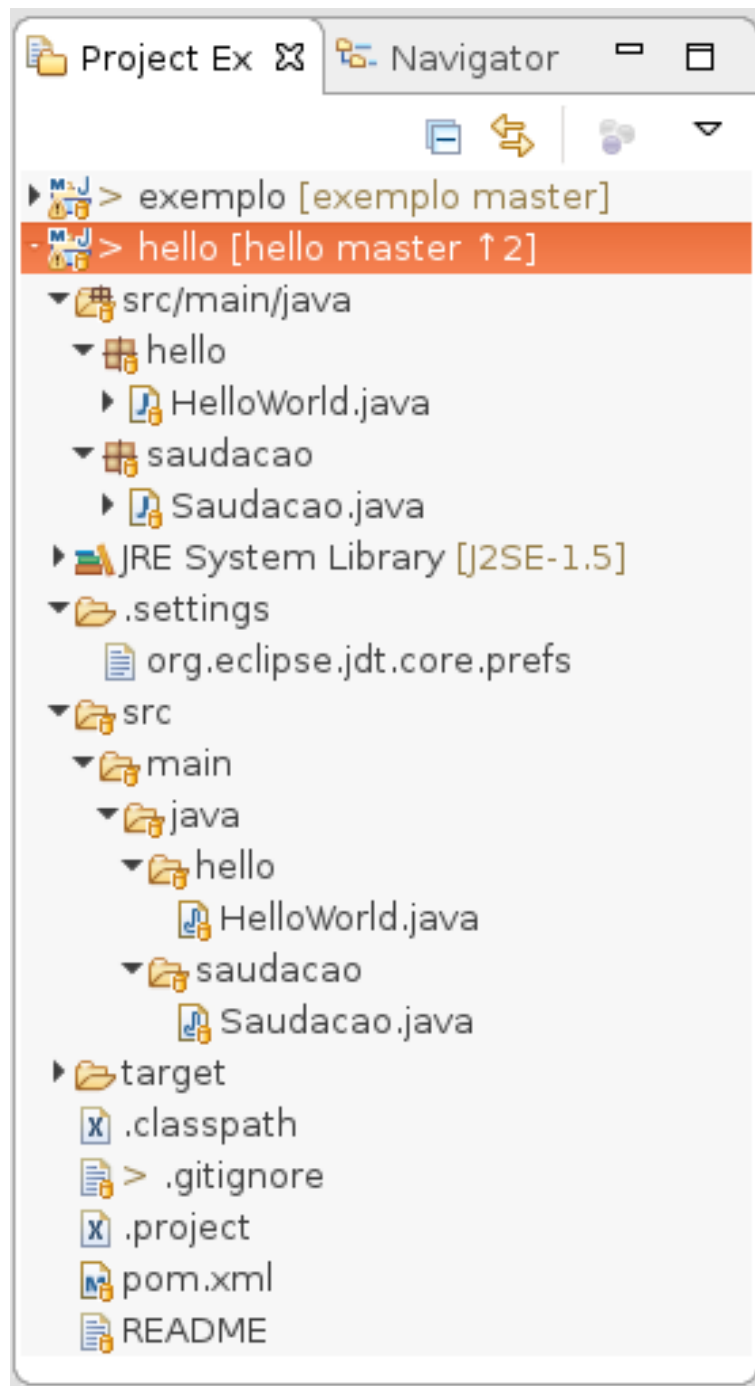 Project Ex Navigator
> exemplo [exemplo master]
> hello [hello master ↑2]
src/main/java
hello
HelloWorld.java
saudacao
Saudacao.java
JRE System Library [J2SE-1.5]
.settings
org.eclipse.jdt.core.prefs
src
main
java
hello
HelloWorld.java
saudacao
Saudacao.java
target
.classpath
> .gitignore
.project
pom.xml
README